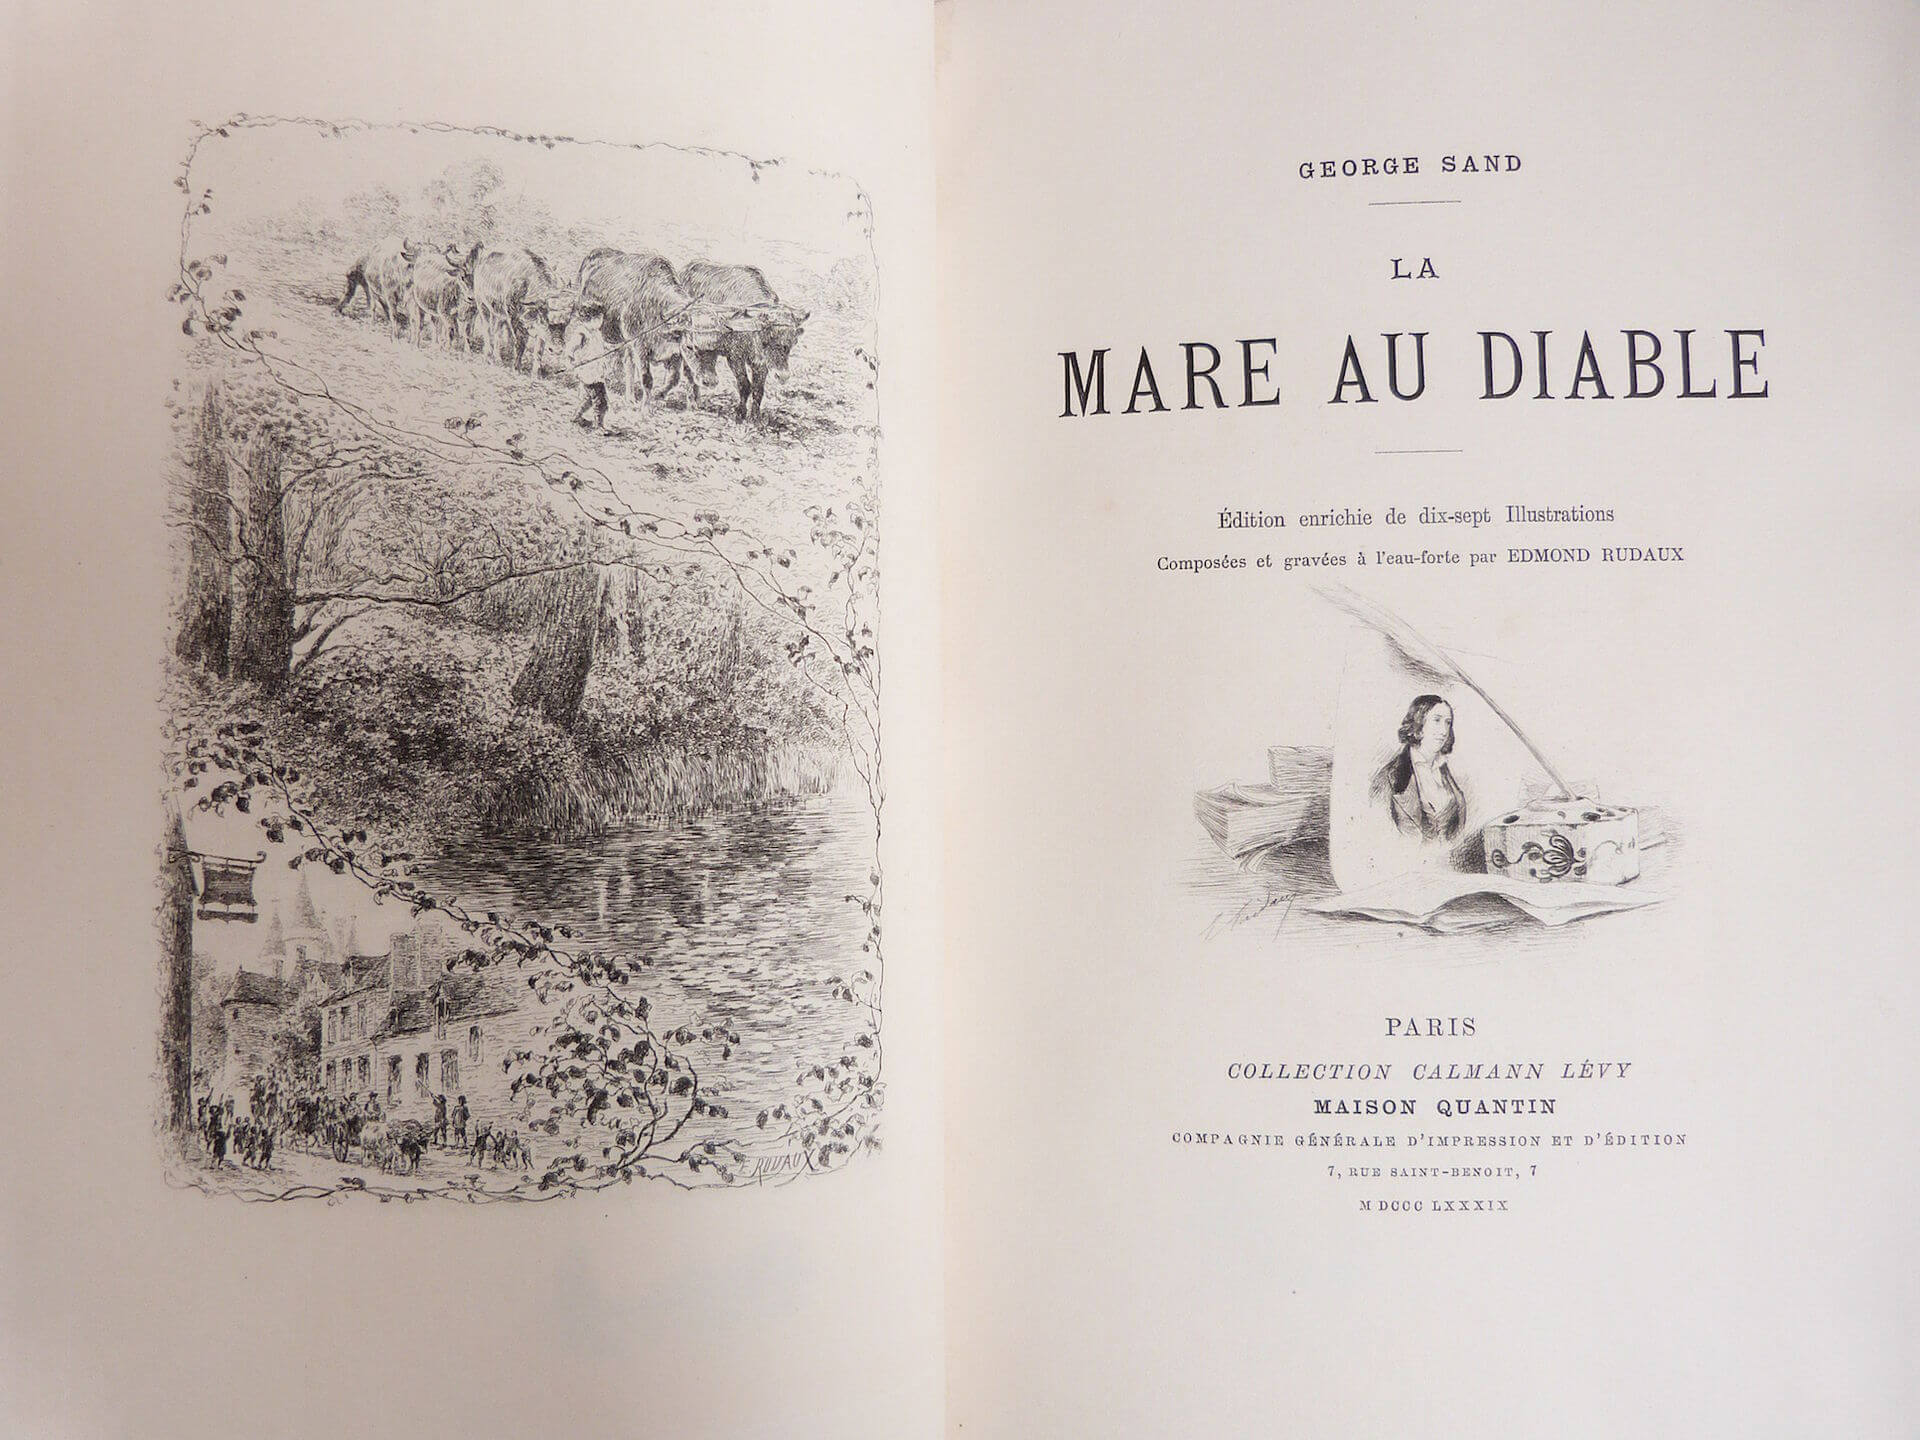 E. RUDAUX
GEORGE SAND
LA
MARE AU DIABLE
Édition enrichie de dix-sept Illustrations
Composées et gravées à l'eau-forte par EDMOND RUDAUX
E. Rudaux
PARIS
COLLECTION CALMANN LÉVY
MAISON QUANTIN
COMPAGNIE GÉNÉRALE D'IMPRESSION ET D'ÉDITION
7, RUE SAINT-BENOIT, 7
M DCCC LXXXIX